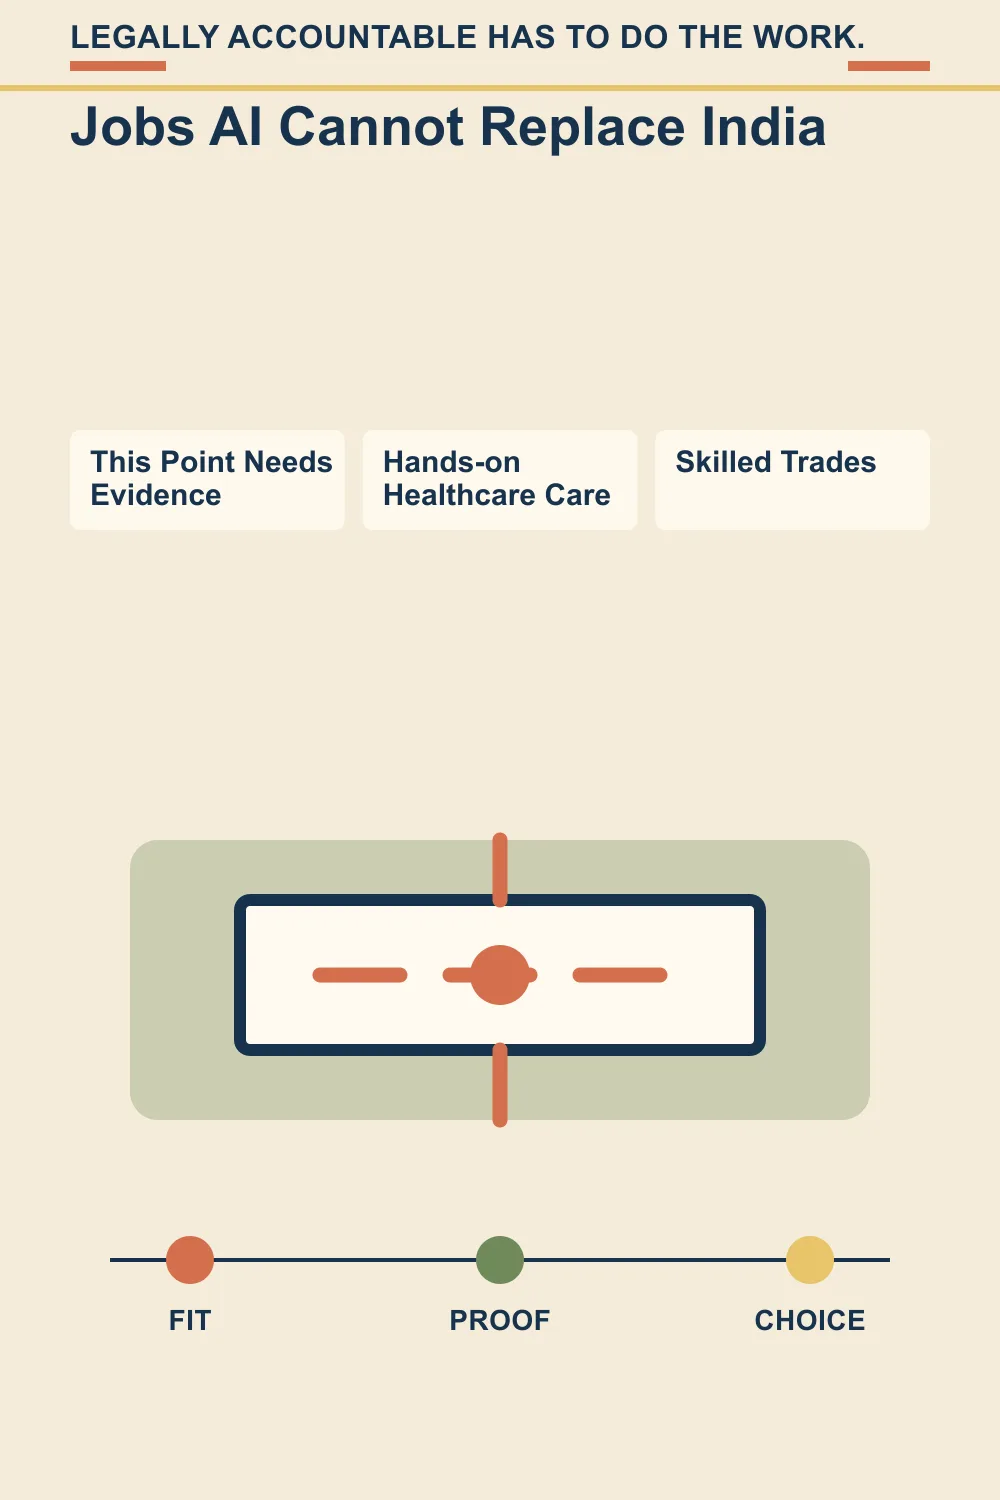 LEGALLY ACCOUNTABLE HAS TO DO THE WORK.
Jobs AI Cannot Replace India
This Point Needs
Evidence
Hands-on
Healthcare Care
Skilled Trades
FIT
PROOF
CHOICE